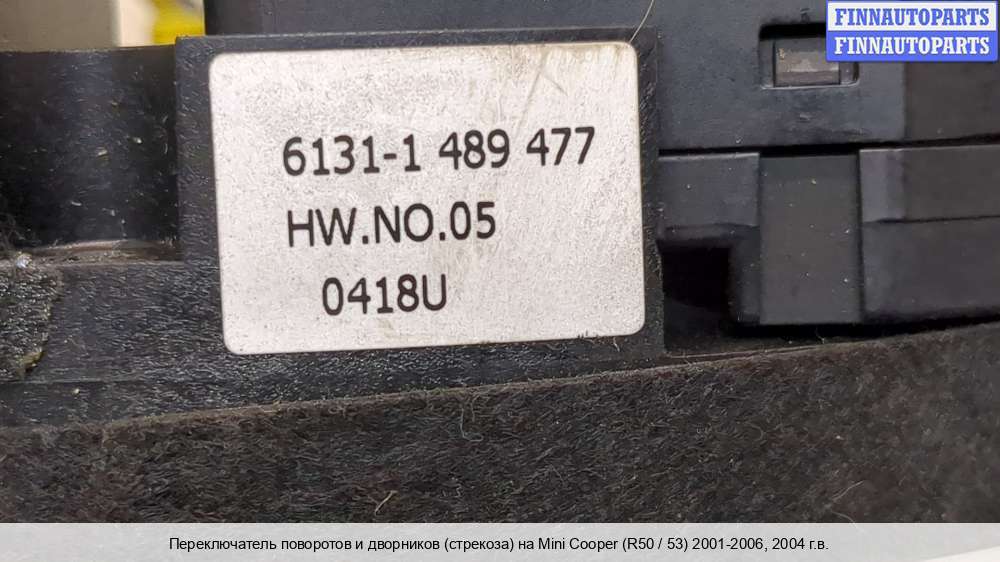 FINNAUTOPARTS
FINNAUTOPARTS
6131-1 489 477
HW.NO.05
0418U
Переключатель поворотов и дворников (стрекоза) на Mini Cooper (R50 / 53) 2001-2006, 2004 г.в.